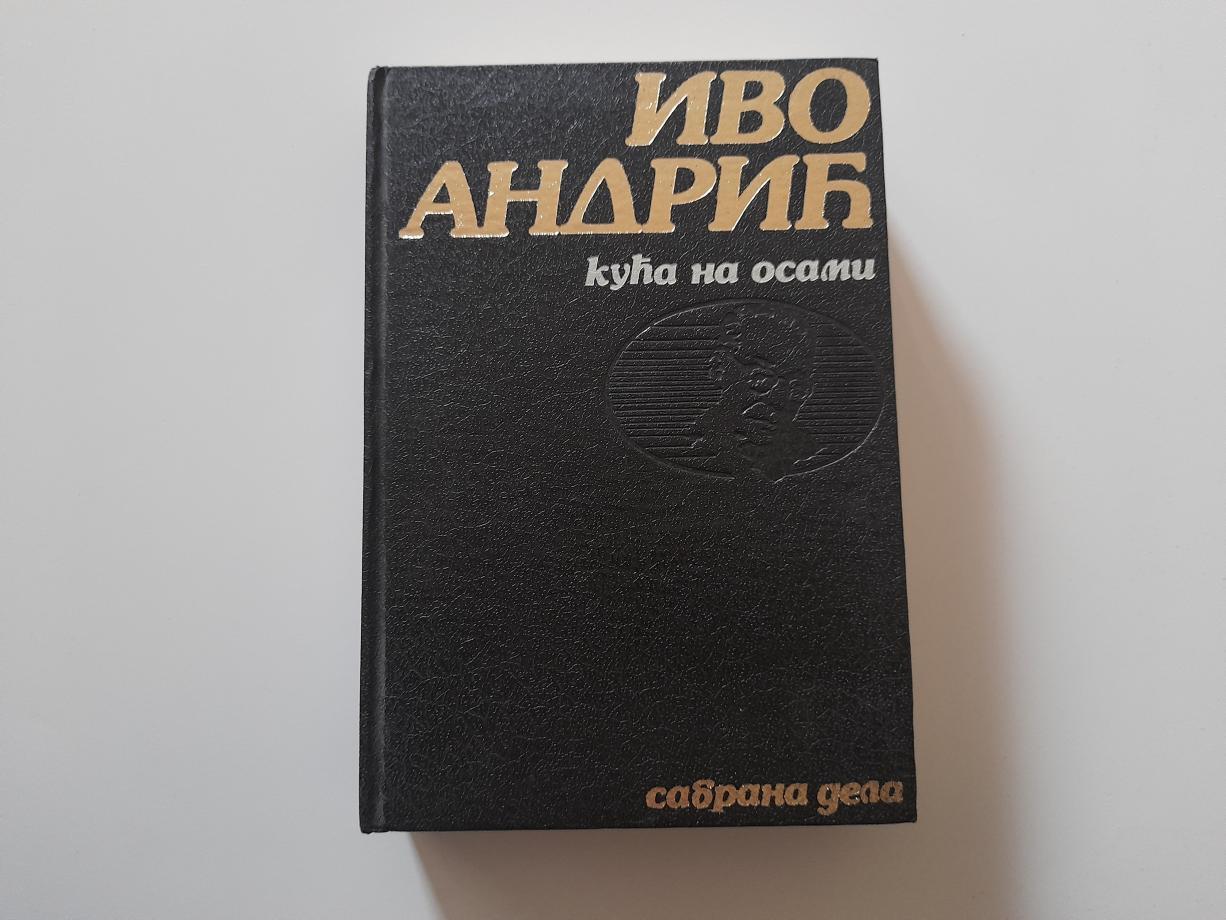 ИВО
АНДРИЋ
кућа на осами
сабрана дела